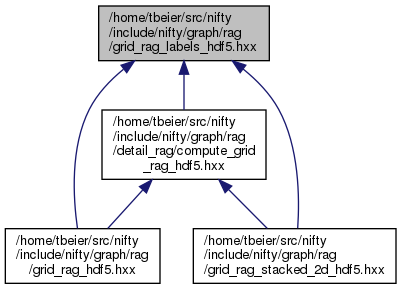 /home/tbeier/src/nifty
/include/nifty/graph/rag
/grid_rag_labels_hdf5.hxx
/home/tbeier/src/nifty
/include/nifty/graph/rag
/detail_rag/compute_grid
_rag_hdf5.hxx
/home/tbeier/src/nifty
/include/nifty/graph/rag
/grid_rag_hdf5.hxx
/home/tbeier/src/nifty
/include/nifty/graph/rag
/grid_rag_stacked_2d_hdf5.hxx